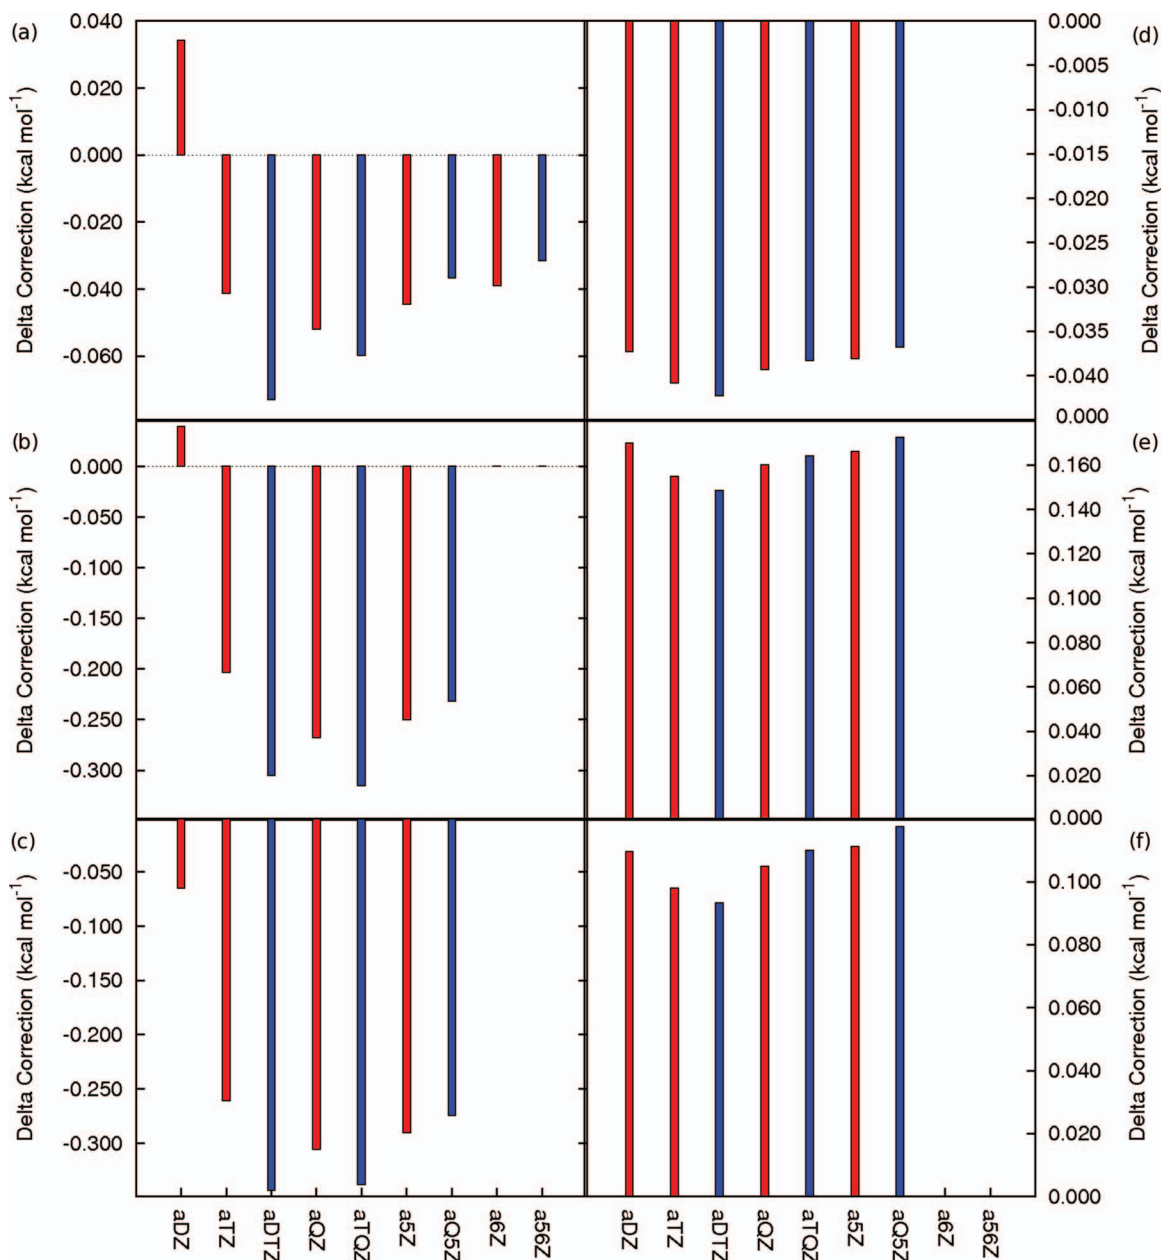 (a)
Delta Correction (kcal mol-1)
0.040
0.020
0.000
-0.020
-0.040
-0.060
(d)
Delta Correction (kcal mol-1)
0.000
-0.005
-0.010
-0.015
-0.020
-0.025
-0.030
-0.035
-0.040
0.000
(b)
Delta Correction (kcal mol-1)
0.000
-0.050
-0.100
-0.150
-0.200
-0.250
-0.300
(e)
Delta Correction (kcal mol-1)
0.160
0.140
0.120
0.100
0.080
0.060
0.040
0.020
0.000
(c)
Delta Correction (kcal mol-1)
-0.050
-0.100
-0.150
-0.200
-0.250
-0.300
(f)
Delta Correction (kcal mol-1)
0.100
0.080
0.060
0.040
0.020
0.000
aDZ
aTZ
aDTZ
aQZ
aTQZ
a5Z
aQ5Z
a6Z
a56Z
aDZ
aTZ
aDTZ
aQZ
aTQZ
a5Z
aQ5Z
a6Z
a56Z